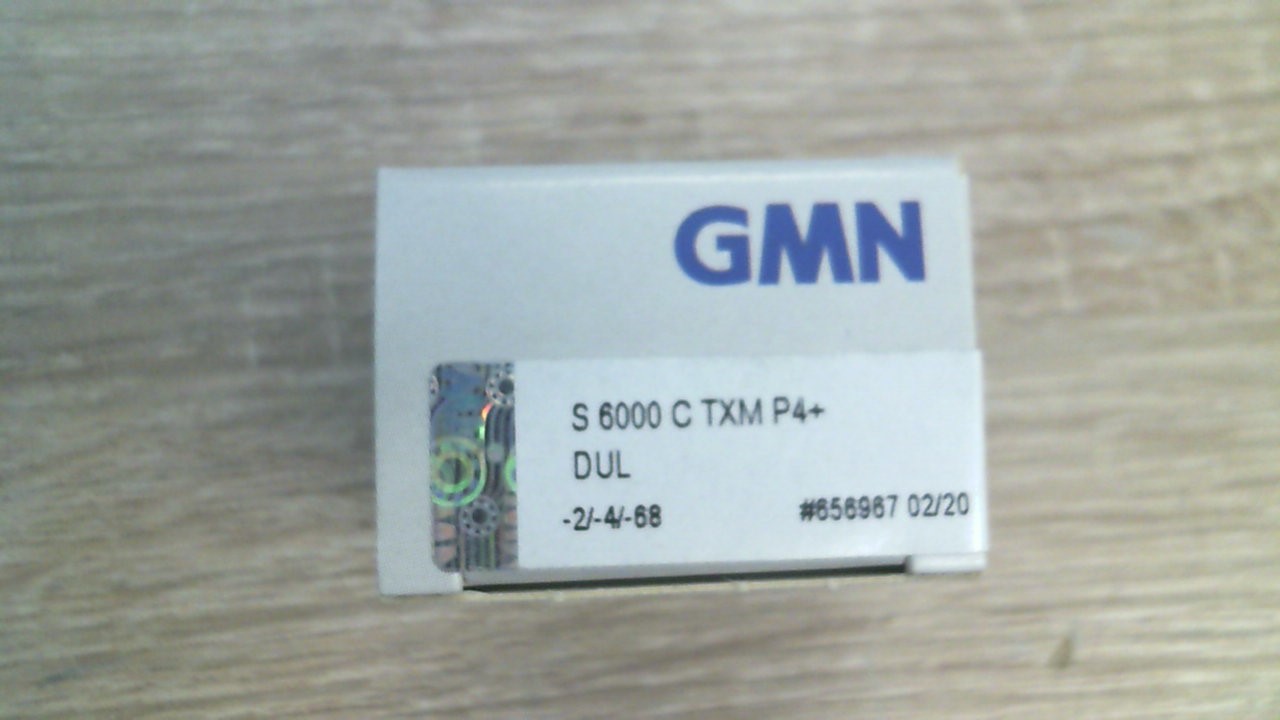 GMN
S 6000 C TXM P4+
DUL
-2/-4/-68 #656967 02/20